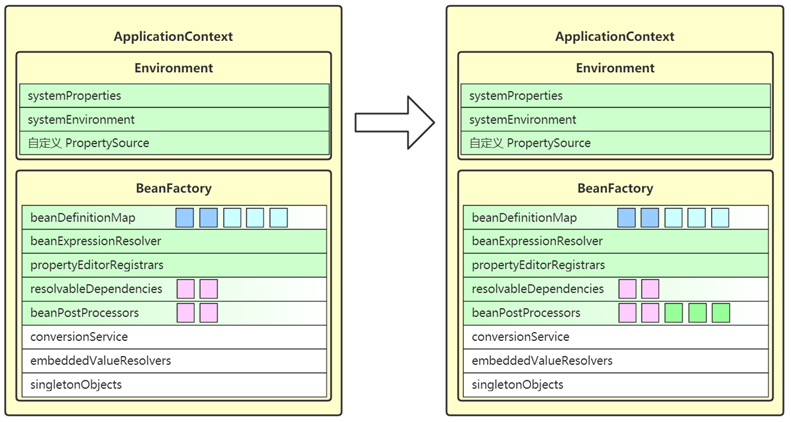 ApplicationContext
Environment
systemProperties
systemEnvironment
自定义 PropertySource
BeanFactory
beanDefinitionMap
beanExpressionResolver
propertyEditorRegistrars
resolvableDependencies
beanPostProcessors
conversionService
embeddedValueResolvers
singletonObjects
ApplicationContext
Environment
systemProperties
systemEnvironment
自定义 PropertySource
BeanFactory
beanDefinitionMap
beanExpressionResolver
propertyEditorRegistrars
resolvableDependencies
beanPostProcessors
conversionService
embeddedValueResolvers
singletonObjects